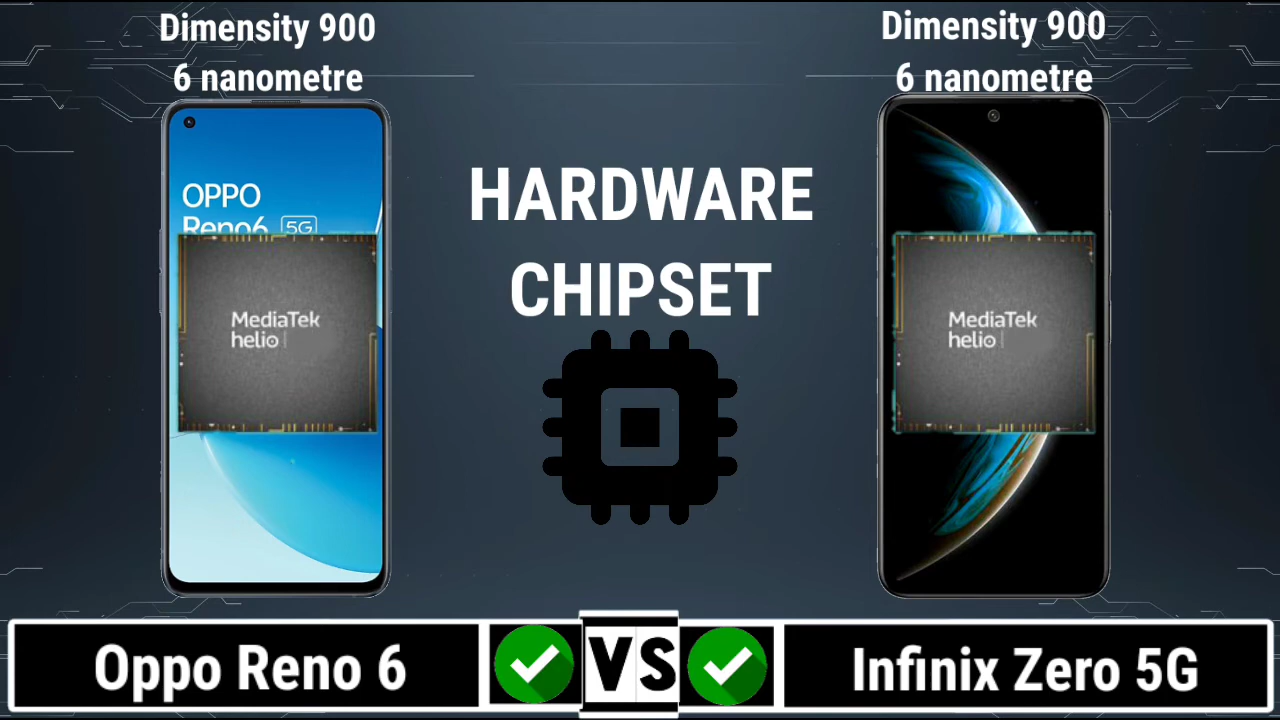 Dimensity 900
6 nanometre
Dimensity 900
6 nanometre
OPPO
Reno6 5G
HARDWARE
CHIPSET
MediaTek
helio
MediaTek
helio
Oppo Reno 6
VS
Infinix Zero 5G